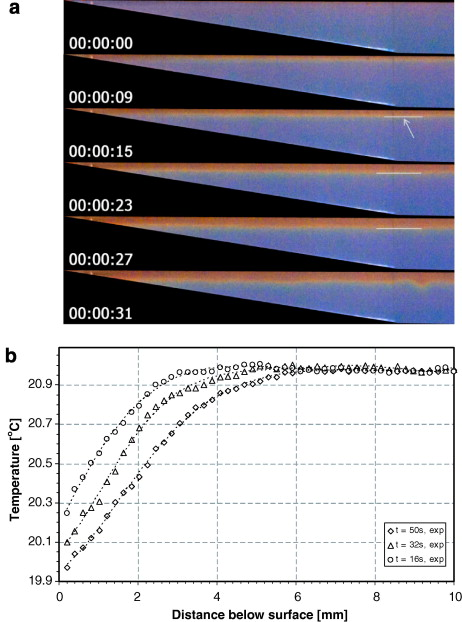 a
00:00:00
00:00:09
00:00:15
00:00:23
00:00:27
00:00:31
b
20.9
20.7
20.5
20.3
20.1
19.9
Temperature [°C]
t = 50s, exp
t = 32s, exp
t = 16s, exp
0 2 4 6 8 10
Distance below surface [mm]